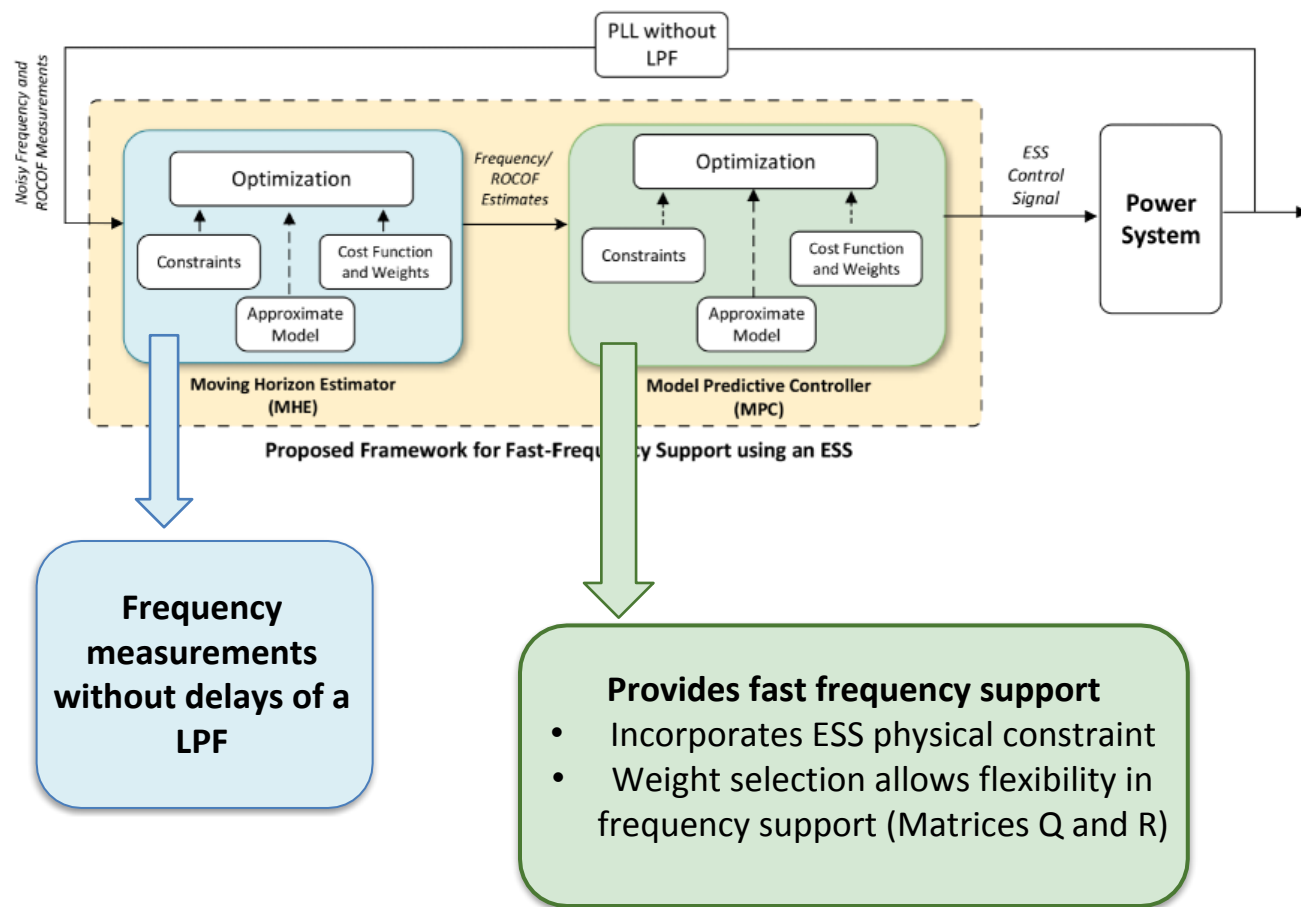 PLL without
LPF
Noisy Frequency and
ROCOF Measurements
Optimization
Constraints
Cost Function
and Weights
Approximate
Model
Moving Horizon Estimator
(MHE)
Frequency/
ROCOF
Estimates
Optimization
Constraints
Cost Function
and Weights
Approximate
Model
Model Predictive Controller
(MPC)
ESS
Control
Signal
Power
System
Proposed Framework for Fast-Frequency Support using an ESS
Frequency
measurements
without delays of a
LPF
Provides fast frequency support
• Incorporates ESS physical constraint
• Weight selection allows flexibility in
frequency support (Matrices Q and R)